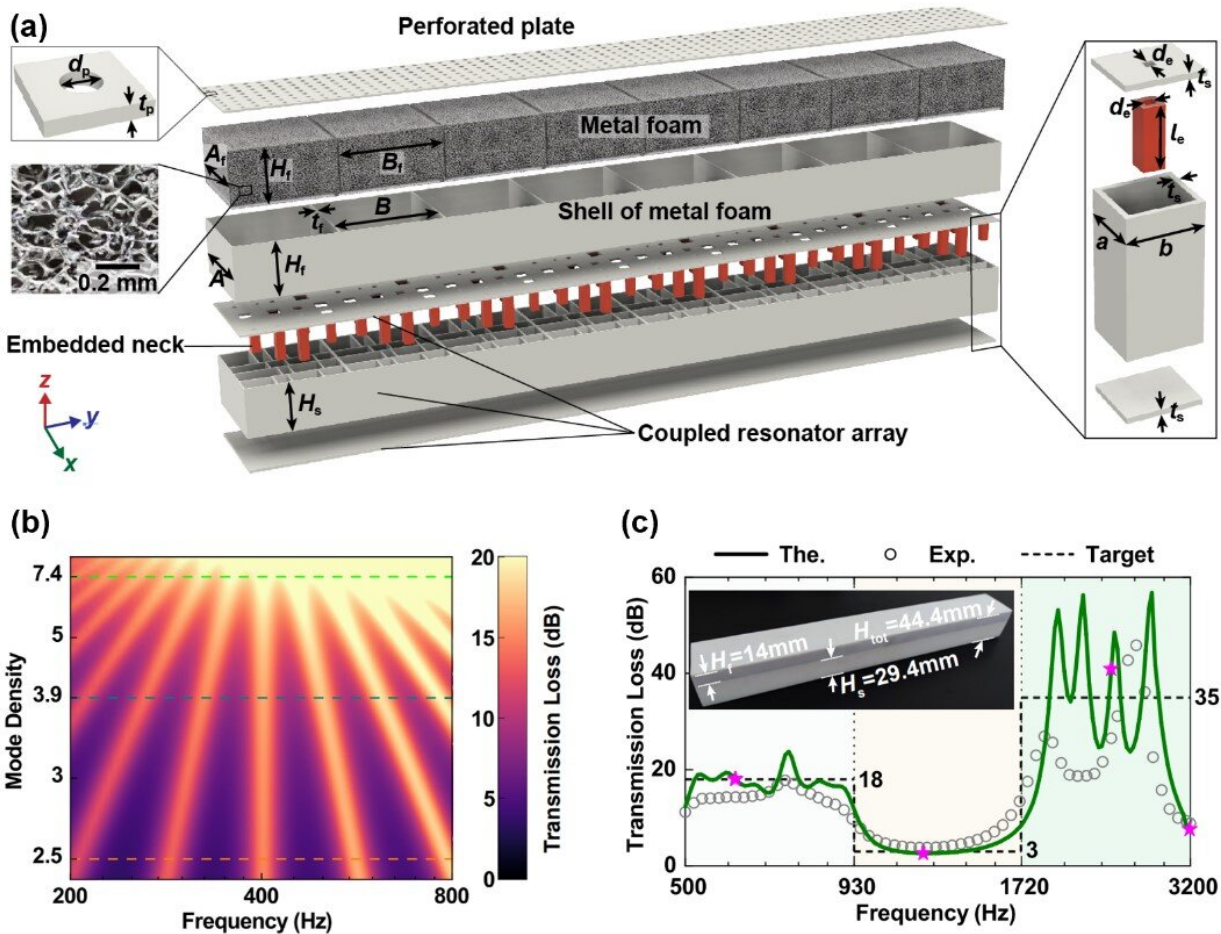 (a)
Perforated plate
dp
tp
Metal foam
Af
Hf
Bf
0.2 mm
tf
B
Shell of metal foam
A
Hf
Embedded neck
Hs
Coupled resonator array
z
y
x
de
ts
de
le
ts
a
b
ts
(b)
7.4
5
3.9
3
2.5
Mode Density
200
400
800
Frequency (Hz)
20
15
10
5
0
Transmission Loss (dB)
(c)
The.
Exp.
Target
60
40
20
0
Transmission Loss (dB)
Hf=14mm
Htot=44.4mm
Hs=29.4mm
18
3
35
500
930
1720
3200
Frequency (Hz)